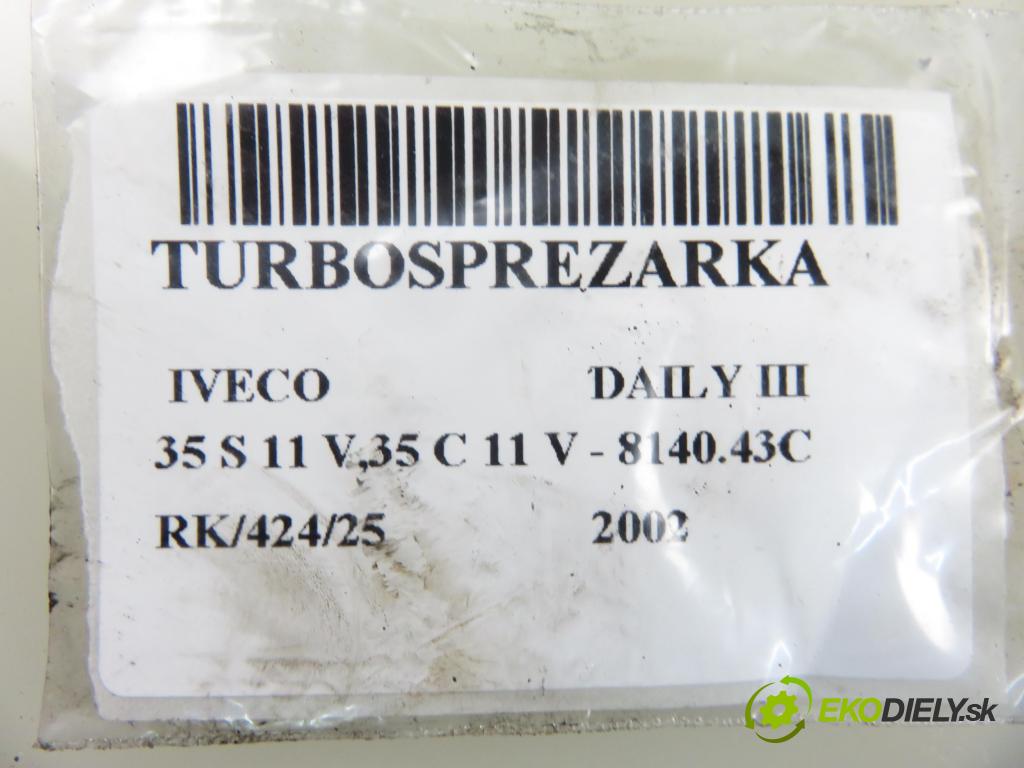 TURBOSPREZARKA
IVECO DAILY III
35 S 11 V,35 C 11 V - 8140.43C
RK/424/25 2002
EKODIELY.sk